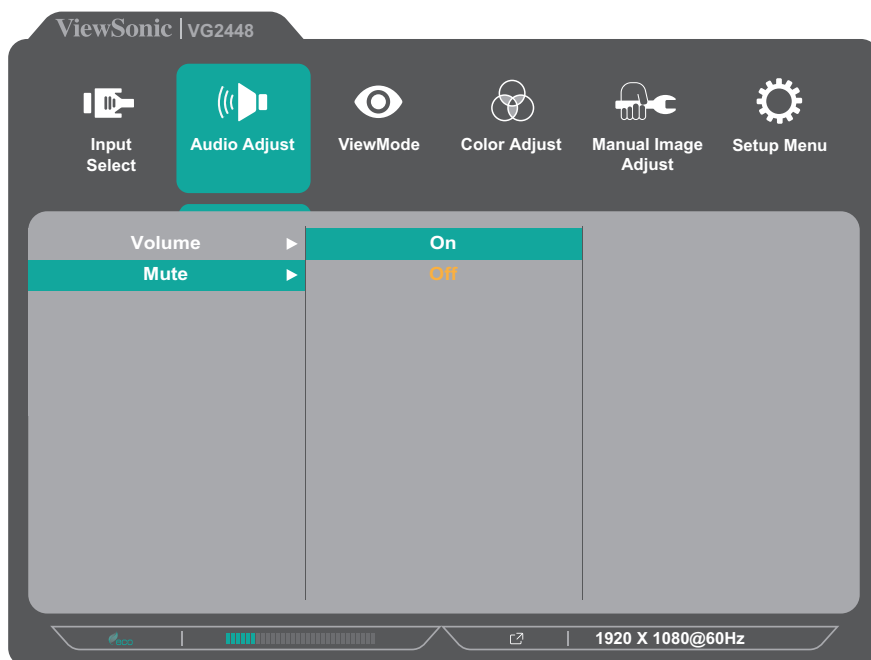 ViewSonic | VG2448
Input Select
Audio Adjust
ViewMode
Color Adjust
Manual Image Adjust
Setup Menu
Volume
On
Mute
Off
eco
1920 X 1080@60Hz